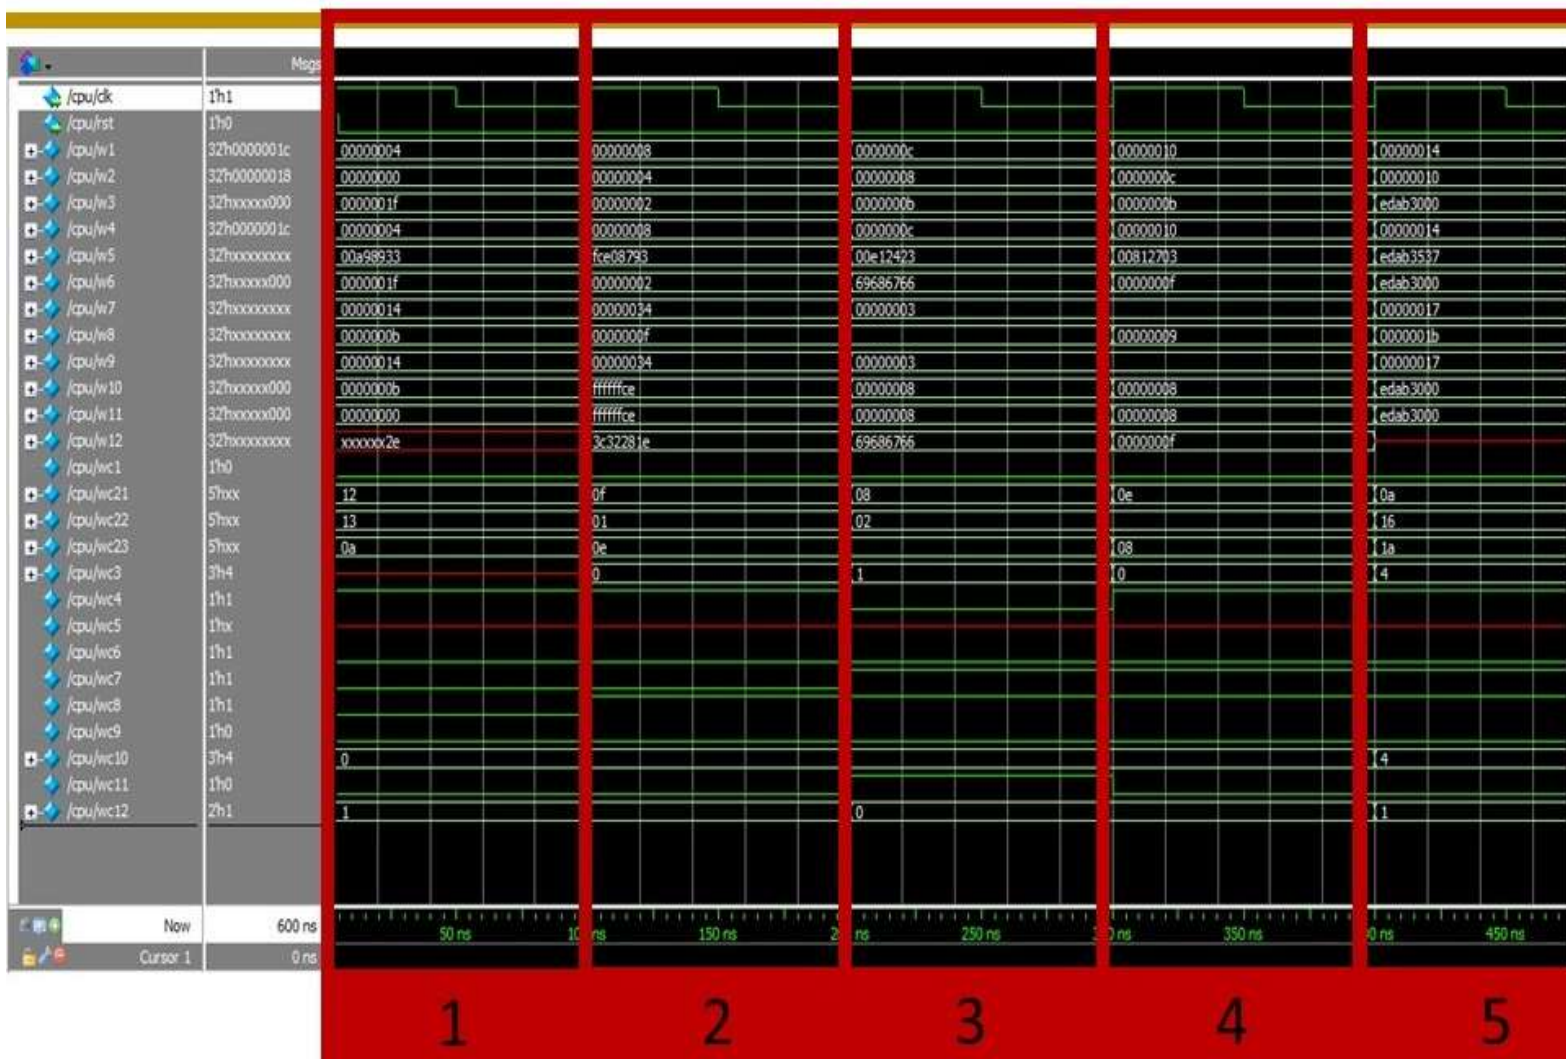 Msgs
/cpu/clk 1'h1
/cpu/rst 1'h0
/cpu/w1 32'h0000001c 00000004 00000008 0000000c 00000010 00000014
/cpu/w2 32'h00000018 00000000 00000004 00000008 0000000c 00000010
/cpu/w3 32'hxxxxx000 0000001f 00000002 0000000b 0000000b edab3000
/cpu/w4 32'h0000001c 00000004 00000008 0000000c 00000010 00000014
/cpu/w5 32'hxxxxxxxx 00a98933 fce08793 00e12423 00812703 edab3537
/cpu/w6 32'hxxxxx000 0000001f 00000002 69686766 0000000f edab3000
/cpu/w7 32'hxxxxxxxx 00000014 00000034 00000003 00000017
/cpu/w8 32'hxxxxxxxx 0000000b 0000000f 00000009 0000001b
/cpu/w9 32'hxxxxxxxx 00000014 00000034 00000003 00000017
/cpu/w10 32'hxxxxx000 0000000b ffffffce 00000008 00000008 edab3000
/cpu/w11 32'hxxxxx000 00000000 ffffffce 00000008 00000008 edab3000
/cpu/w12 32'hxxxxxxxx xxxxxx2e 3c32281e 69686766 0000000f
/cpu/wc1 1'h0
/cpu/wc21 5'hxx 12 0f 08 0e 0a
/cpu/wc22 5'hxx 13 01 02 16
/cpu/wc23 5'hxx 0a 0e 08 1a
/cpu/wc3 3'h4 0 1 0 4
/cpu/wc4 1'h1
/cpu/wc5 1'hx
/cpu/wc6 1'h1
/cpu/wc7 1'h1
/cpu/wc8 1'h1
/cpu/wc9 1'h0
/cpu/wc10 3'h4 0 4
/cpu/wc11 1'h0
/cpu/wc12 2'h1 1 0 1
Now 600 ns
50 ns 150 ns 250 ns 350 ns 450 ns
Cursor 1 0 ns
1 2 3 4 5